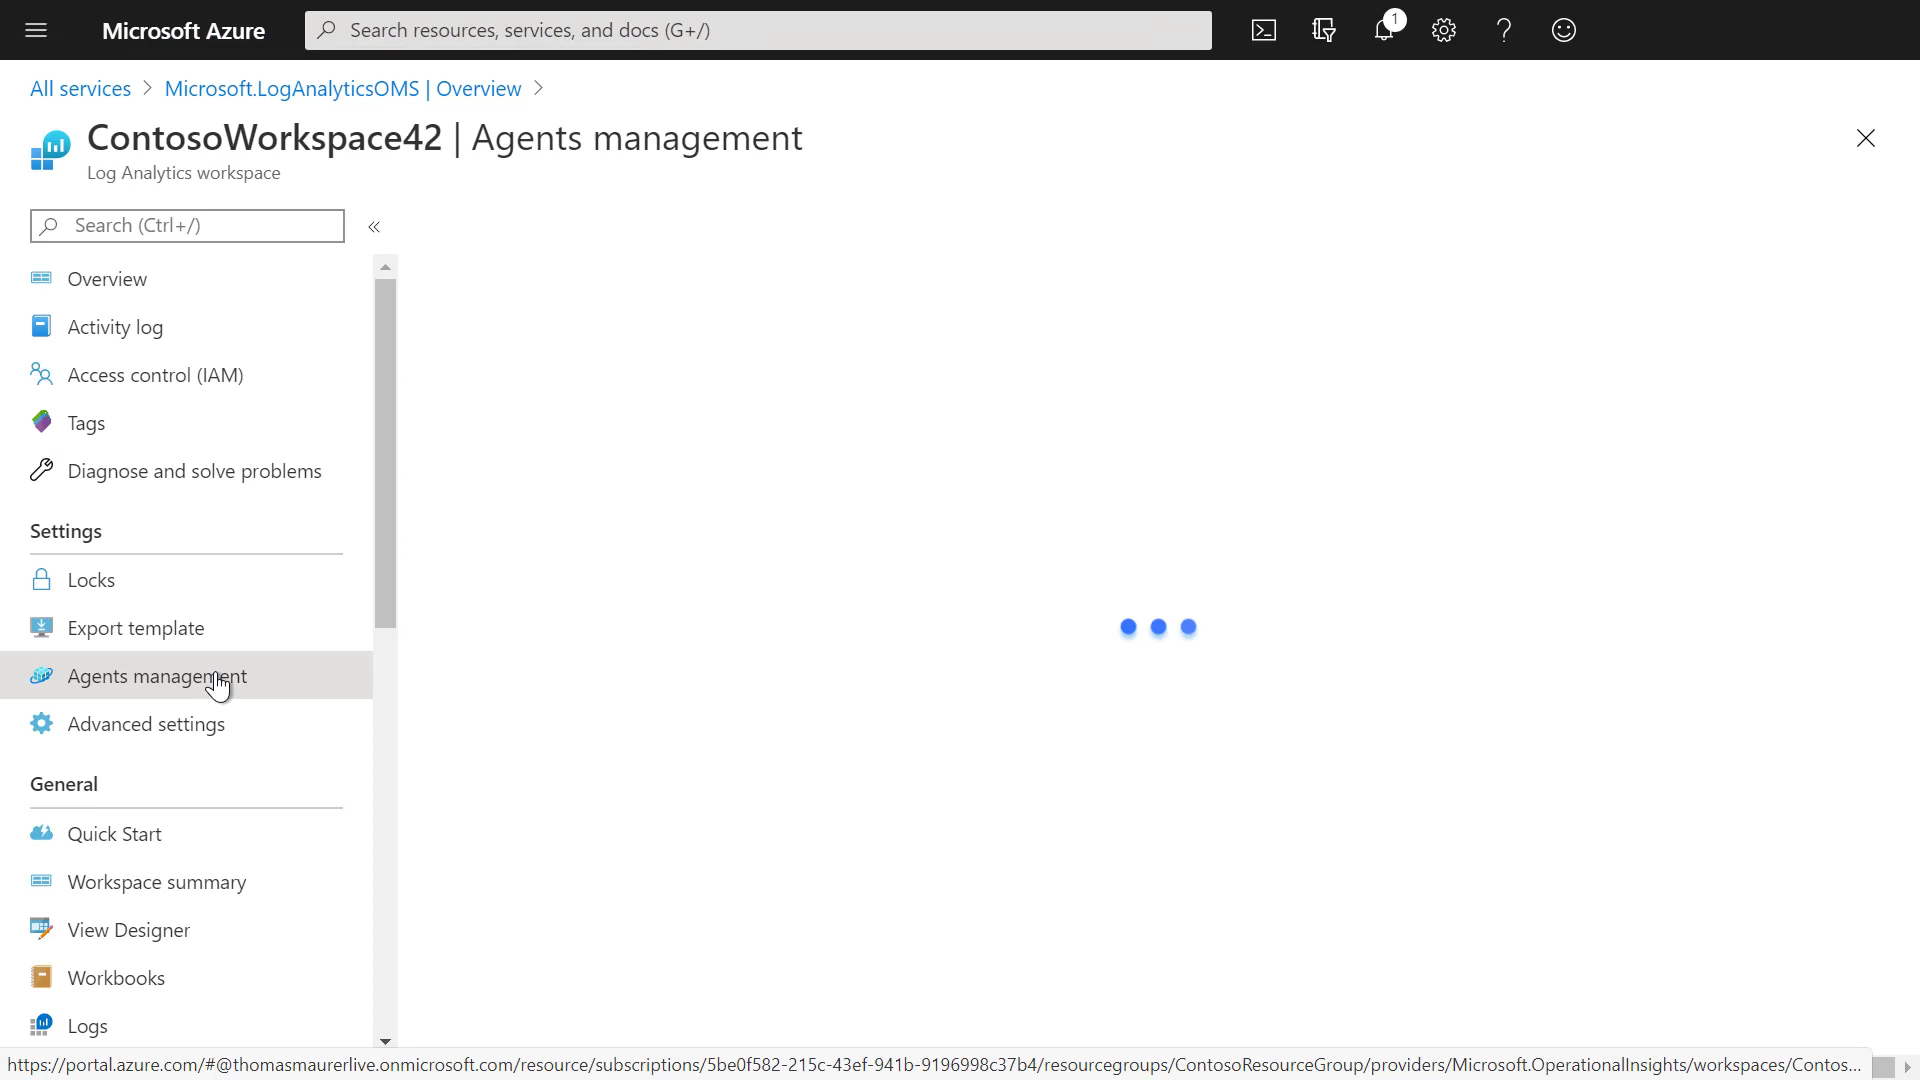 Microsoft Azure
Search resources, services, and docs (G+/)
1
All services > Microsoft.LogAnalyticsOMS | Overview >
ContosoWorkspace42 | Agents management
Log Analytics workspace
Search (Ctrl+/)
«
Overview
Activity log
Access control (IAM)
Tags
Diagnose and solve problems
Settings
Locks
Export template
Agents management
Advanced settings
General
Quick Start
Workspace summary
View Designer
Workbooks
Logs
https://portal.azure.com/#@thomasmaurerlive.onmicrosoft.com/resource/subscriptions/5be0f582-215c-43ef-941b-9196998c37b4/resourcegroups/ContosoResourceGroup/providers/Microsoft.OperationalInsights/workspaces/Contos...